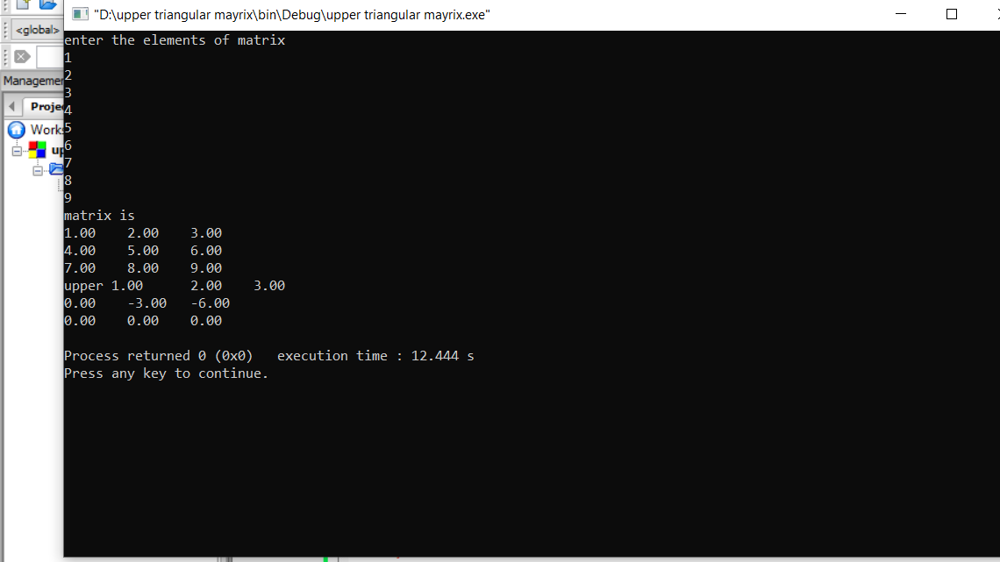 "D:\upper triangular mayrix\bin\Debug\upper triangular mayrix.exe"
<global>
Management
Proje
Work
up
enter the elements of matrix
1
2
3
4
5
6
7
8
9
matrix is
1.00 2.00 3.00
4.00 5.00 6.00
7.00 8.00 9.00
upper 1.00 2.00 3.00
0.00 -3.00 -6.00
0.00 0.00 0.00
Process returned 0 (0x0) execution time : 12.444 s
Press any key to continue.